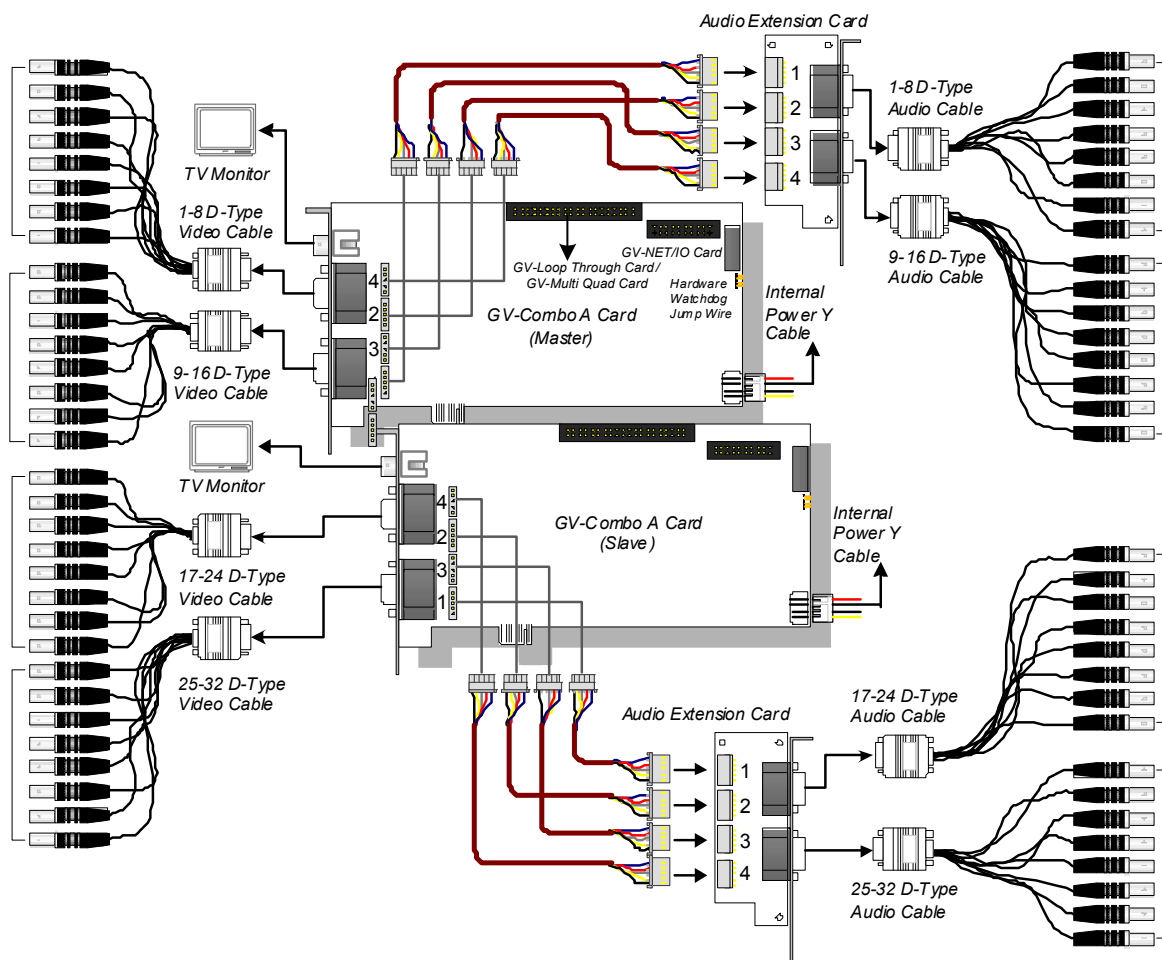 Audio Extension Card
1
2
3
4
1-8 D-Type
Audio Cable
9-16 D-Type
Audio Cable
TV Monitor
1-8 D-Type
Video Cable
9-16 D-Type
Video Cable
GV-Loop Through Card /
GV-Multi Quad Card
GV-NET/IO Card
Hardware
Watchdog
Jump Wire
GV-Combo A Card
(Master)
4
2
3
Internal
Power Y
Cable
TV Monitor
17-24 D-Type
Video Cable
25-32 D-Type
Video Cable
4
2
3
1
GV-Combo A Card
(Slave)
Internal
Power Y
Cable
Audio Extension Card
1
2
3
4
17-24 D-Type
Audio Cable
25-32 D-Type
Audio Cable